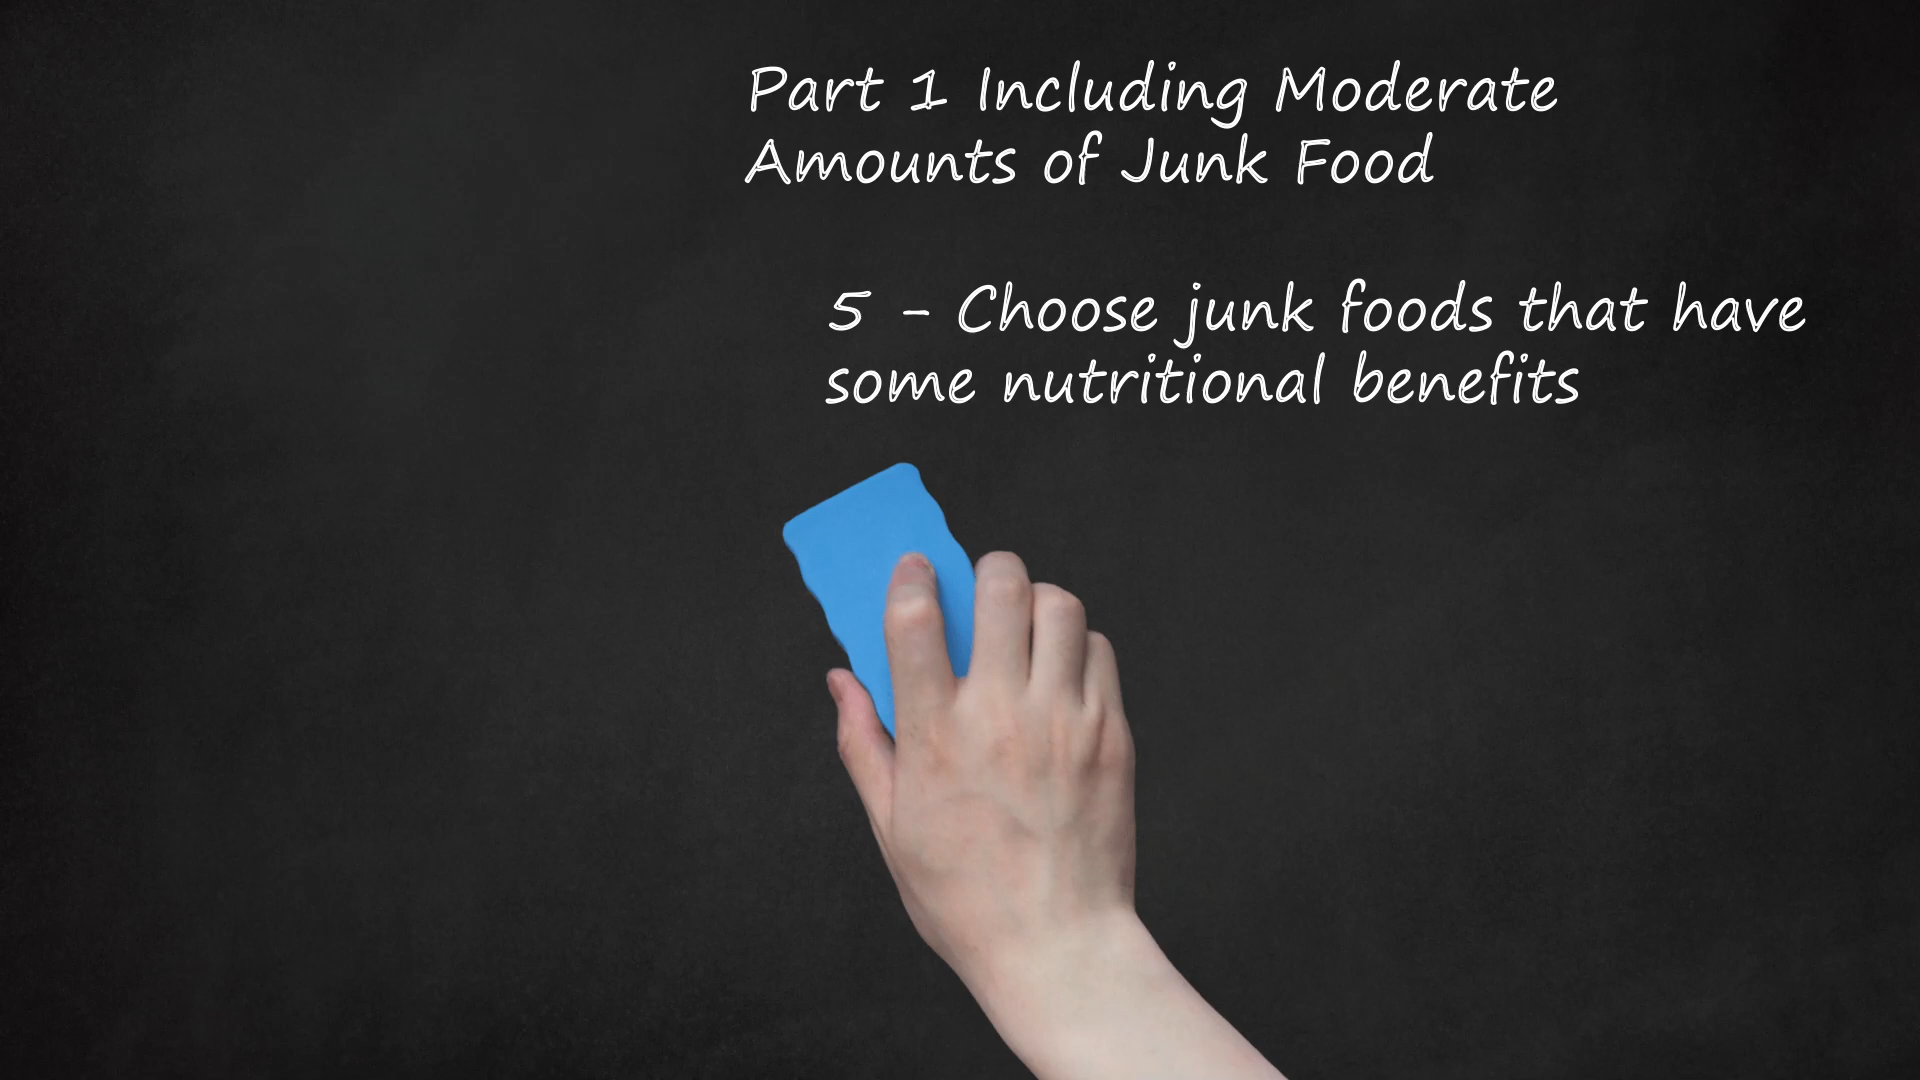 Part 1 Including Moderate
Amounts of Junk Food
5 - Choose junk foods that have
some nutritional benefits